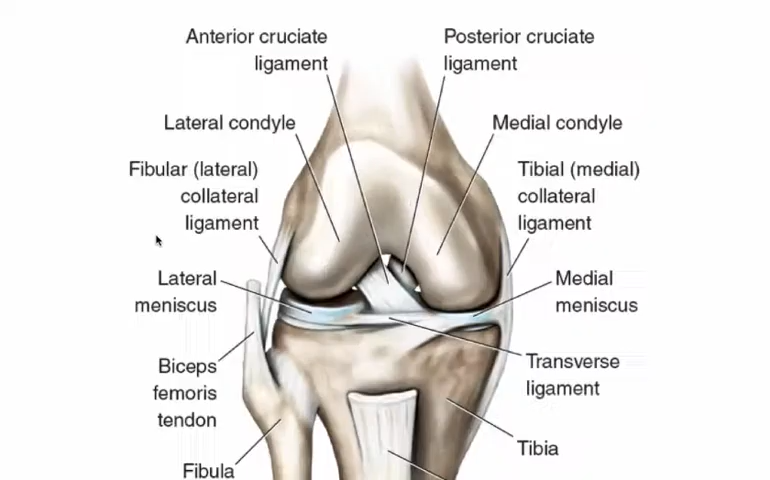 Anterior cruciate
ligament
Posterior cruciate
ligament
Lateral condyle
Medial condyle
Fibular (lateral)
collateral
ligament
Tibial (medial)
collateral
ligament
Lateral
meniscus
Medial
meniscus
Biceps
femoris
tendon
Transverse
ligament
Tibia
Fibula